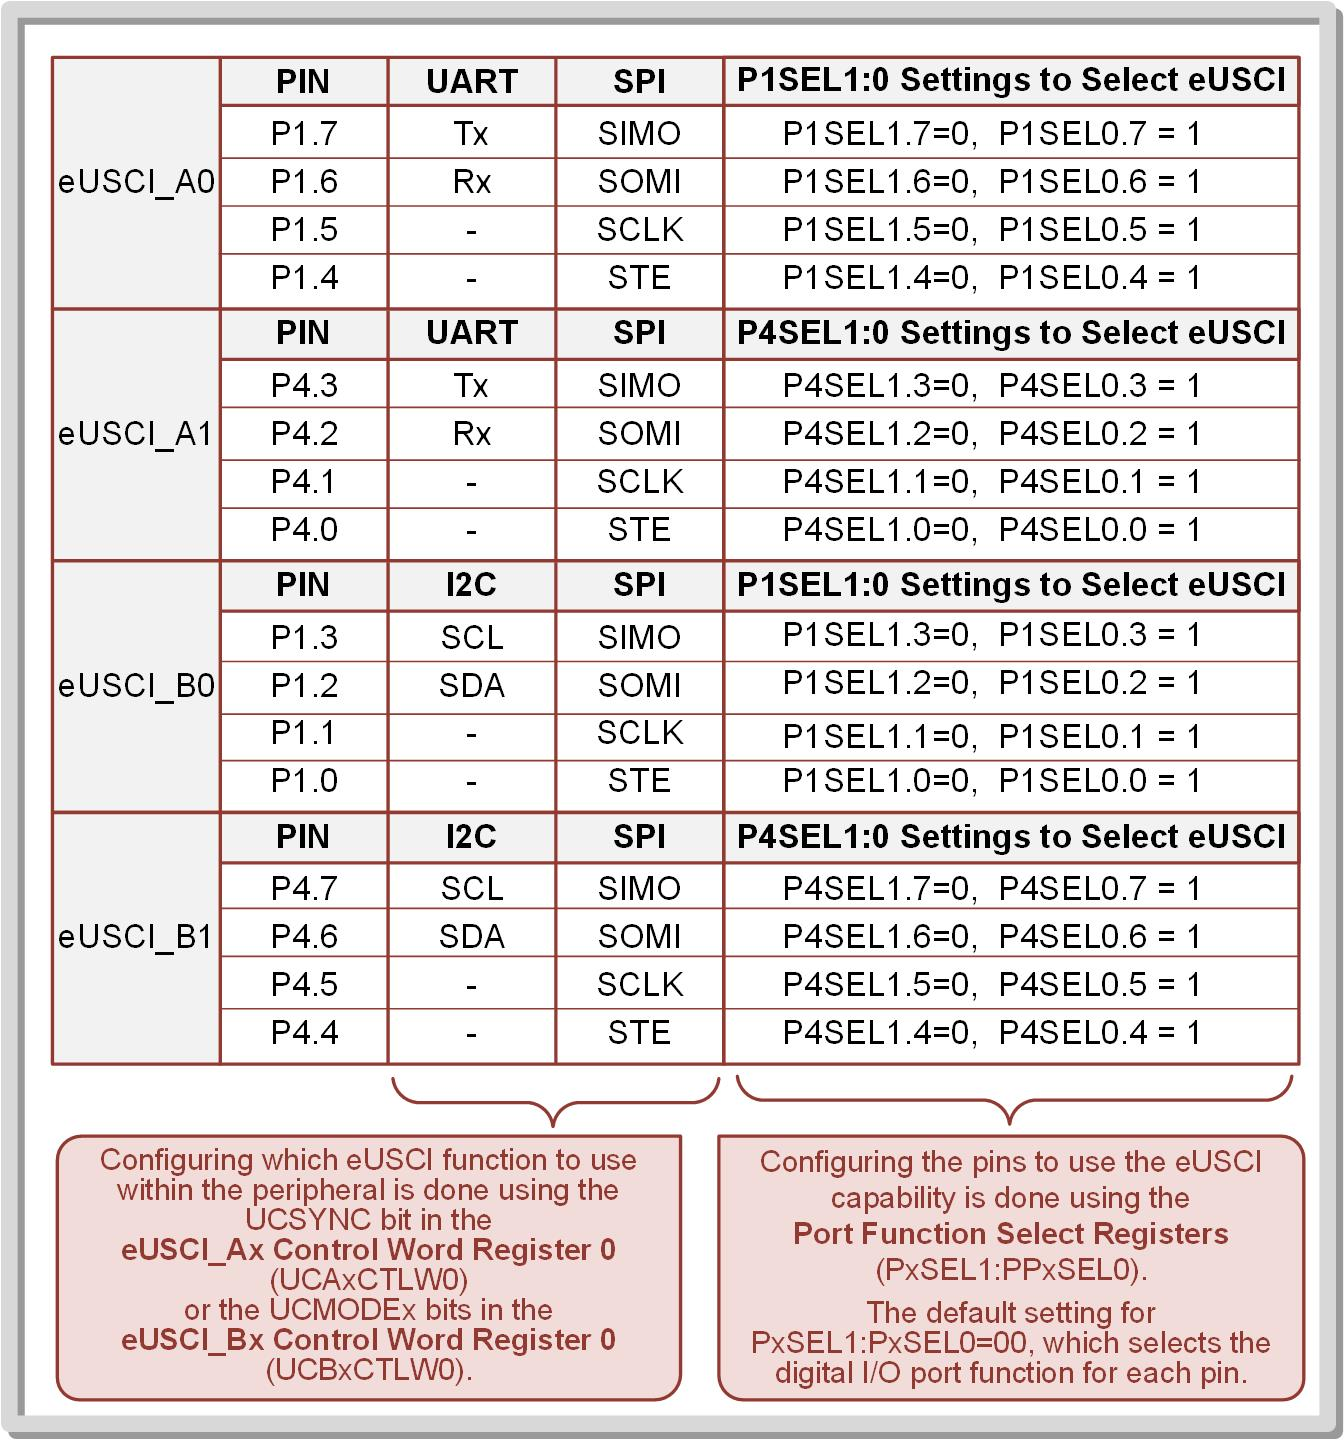 PIN UART SPI P1SEL1:0 Settings to Select eUSCI
eUSCI_A0
P1.7 Tx SIMO P1SEL1.7=0, P1SEL0.7 = 1
P1.6 Rx SOMI P1SEL1.6=0, P1SEL0.6 = 1
P1.5 - SCLK P1SEL1.5=0, P1SEL0.5 = 1
P1.4 - STE P1SEL1.4=0, P1SEL0.4 = 1
PIN UART SPI P4SEL1:0 Settings to Select eUSCI
eUSCI_A1
P4.3 Tx SIMO P4SEL1.3=0, P4SEL0.3 = 1
P4.2 Rx SOMI P4SEL1.2=0, P4SEL0.2 = 1
P4.1 - SCLK P4SEL1.1=0, P4SEL0.1 = 1
P4.0 - STE P4SEL1.0=0, P4SEL0.0 = 1
PIN I2C SPI P1SEL1:0 Settings to Select eUSCI
eUSCI_B0
P1.3 SCL SIMO P1SEL1.3=0, P1SEL0.3 = 1
P1.2 SDA SOMI P1SEL1.2=0, P1SEL0.2 = 1
P1.1 - SCLK P1SEL1.1=0, P1SEL0.1 = 1
P1.0 - STE P1SEL1.0=0, P1SEL0.0 = 1
PIN I2C SPI P4SEL1:0 Settings to Select eUSCI
eUSCI_B1
P4.7 SCL SIMO P4SEL1.7=0, P4SEL0.7 = 1
P4.6 SDA SOMI P4SEL1.6=0, P4SEL0.6 = 1
P4.5 - SCLK P4SEL1.5=0, P4SEL0.5 = 1
P4.4 - STE P4SEL1.4=0, P4SEL0.4 = 1
Configuring which eUSCI function to use
within the peripheral is done using the
UCSYNC bit in the
eUSCI_Ax Control Word Register 0
(UCAxCTLW0)
or the UCMODEx bits in the
eUSCI_Bx Control Word Register 0
(UCBxCTLW0).
Configuring the pins to use the eUSCI
capability is done using the
Port Function Select Registers
(PxSEL1:PPxSEL0).
The default setting for
PxSEL1:PxSEL0=00, which selects the
digital I/O port function for each pin.